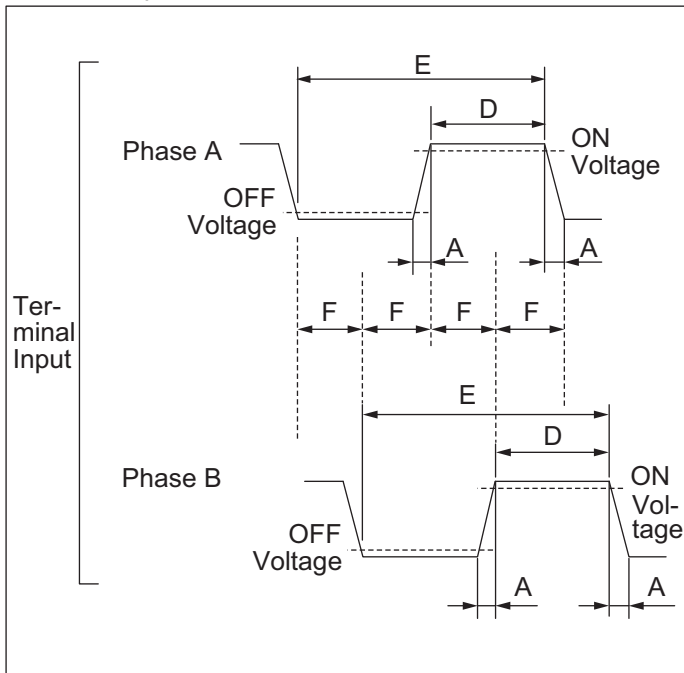 E
D
Phase A
ON
Voltage
OFF
Voltage
A
A
F
F
F
F
Ter-
minal
Input
E
D
Phase B
ON
Vol-
tage
OFF
Voltage
A
A